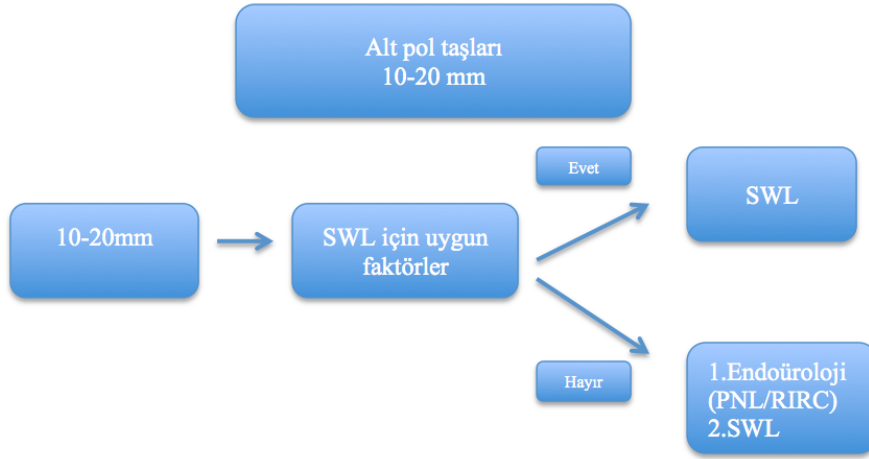 Alt pol taşları
10-20 mm
10-20mm
SWL için uygun
faktörler
Evet
SWL
Hayır
1.Endoüroloji
(PNL/RIRC)
2.SWL